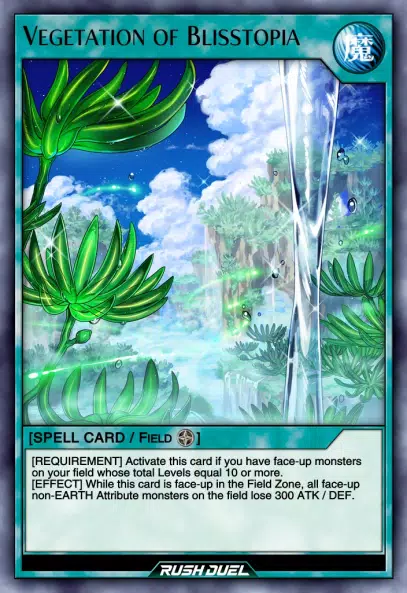 VEGETATION OF BLISSTOPIA
魔
[SPELL CARD / FIELD ]
[REQUIREMENT] Activate this card if you have face-up monsters
on your field whose total Levels equal 10 or more.
[EFFECT] While this card is face-up in the Field Zone, all face-up
non-EARTH Attribute monsters on the field lose 300 ATK / DEF.
RUSH DUEL